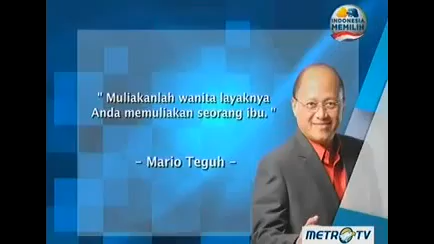 INDONESIA
MEMILIH
" Muliakanlah wanita layaknya
Anda memuliakan seorang ibu. "
- Mario Teguh -
METRO TV